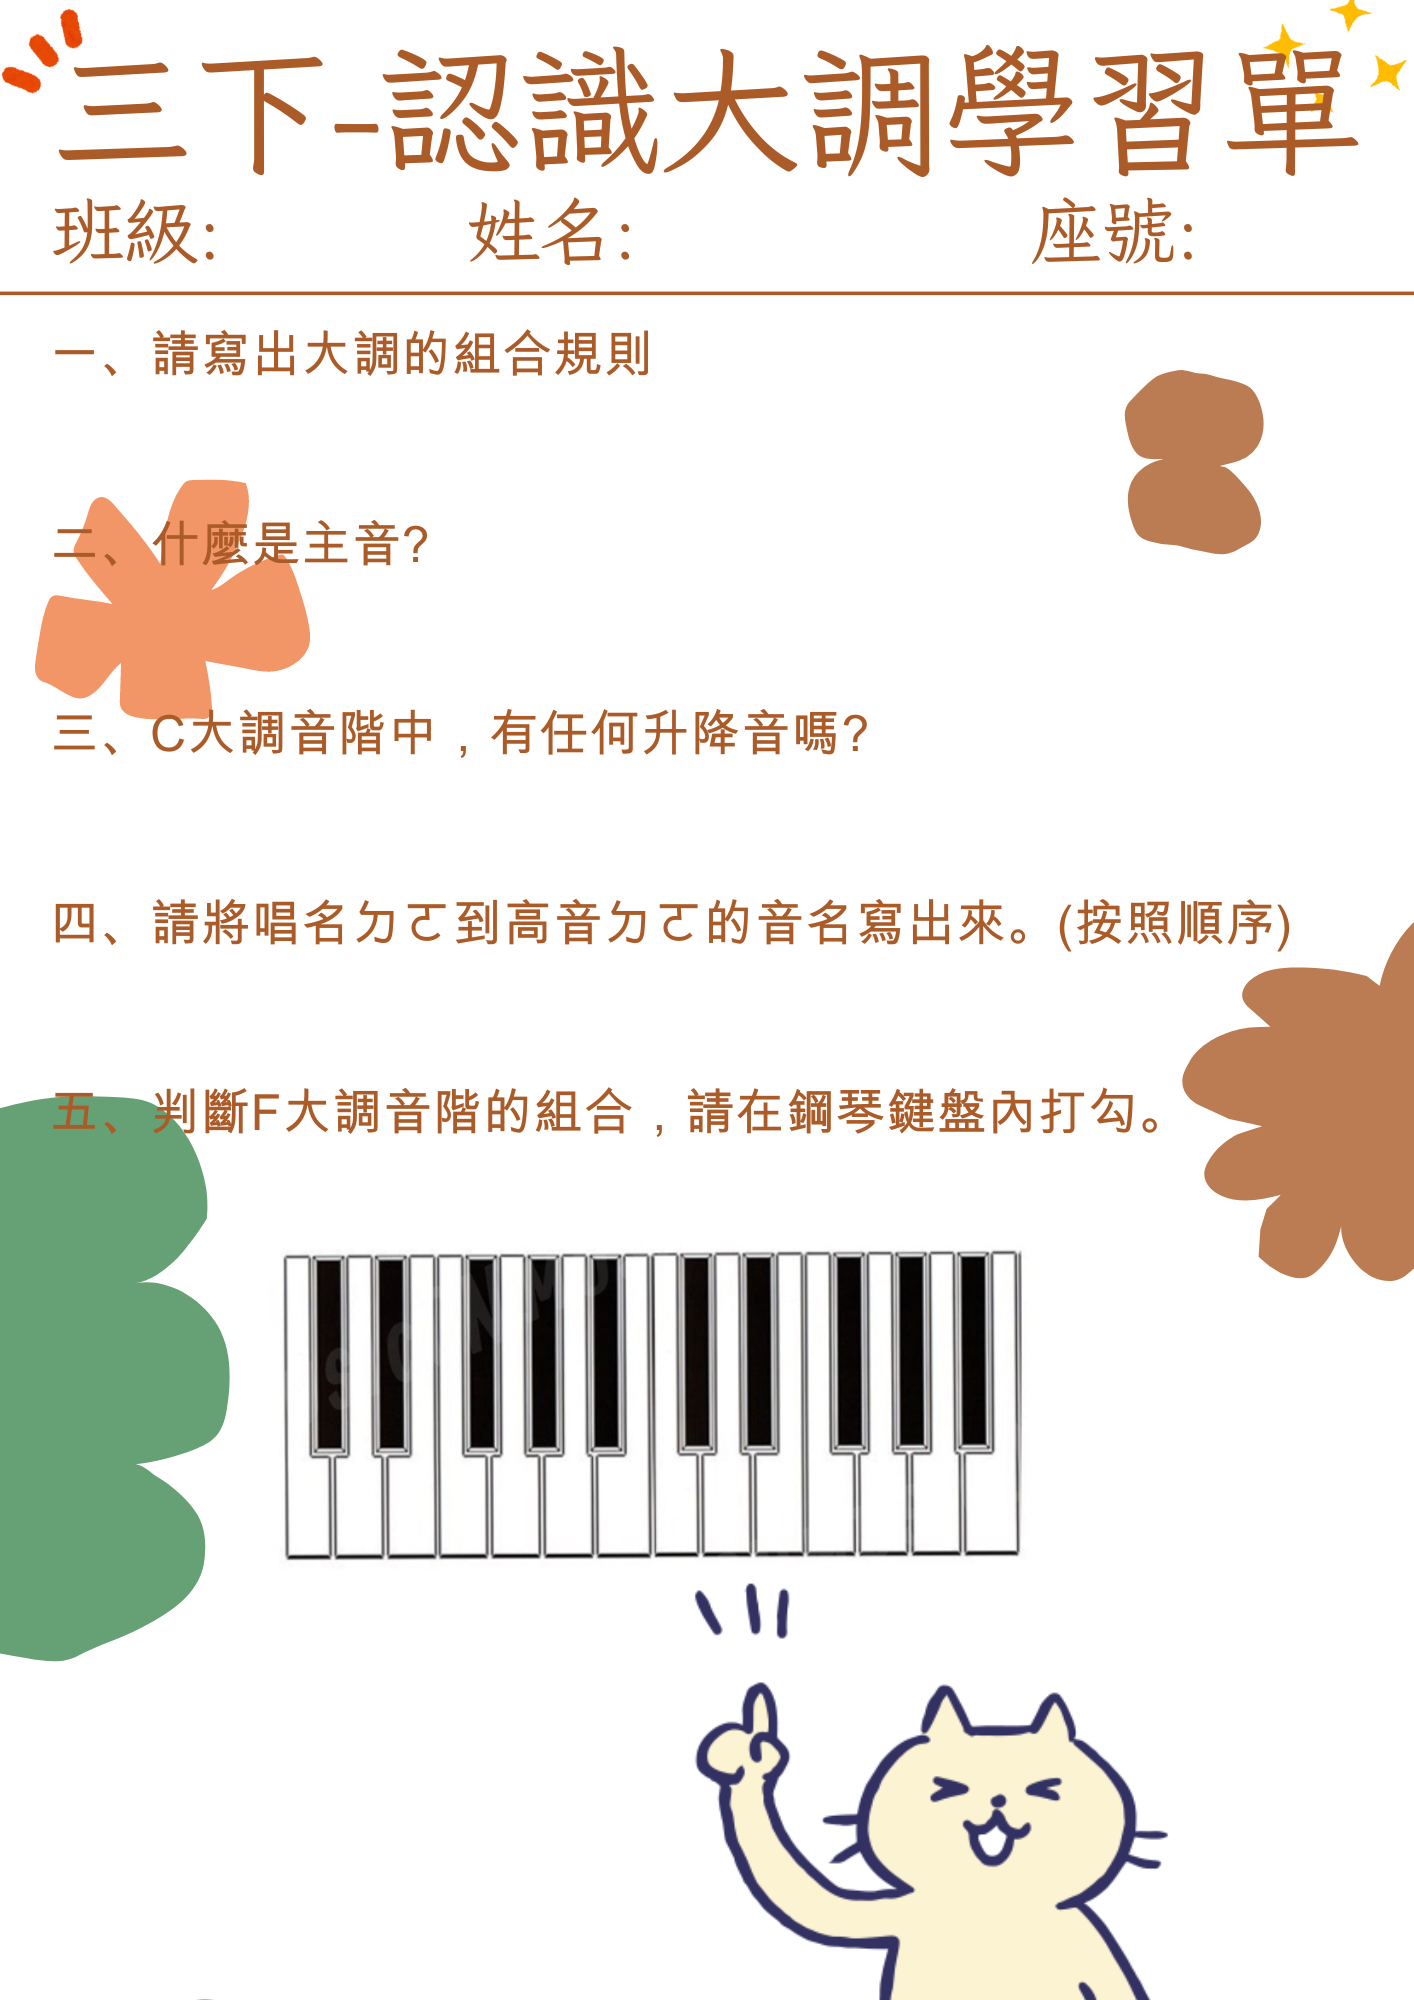 三下-認識大調學習單
班級: 姓名: 座號:
一、請寫出大調的組合規則
二、什麼是主音?
三、C大調音階中，有任何升降音嗎?
四、請將唱名ㄉㄛ到高音ㄉㄛ的音名寫出來。(按照順序)
五、判斷F大調音階的組合，請在鋼琴鍵盤內打勾。